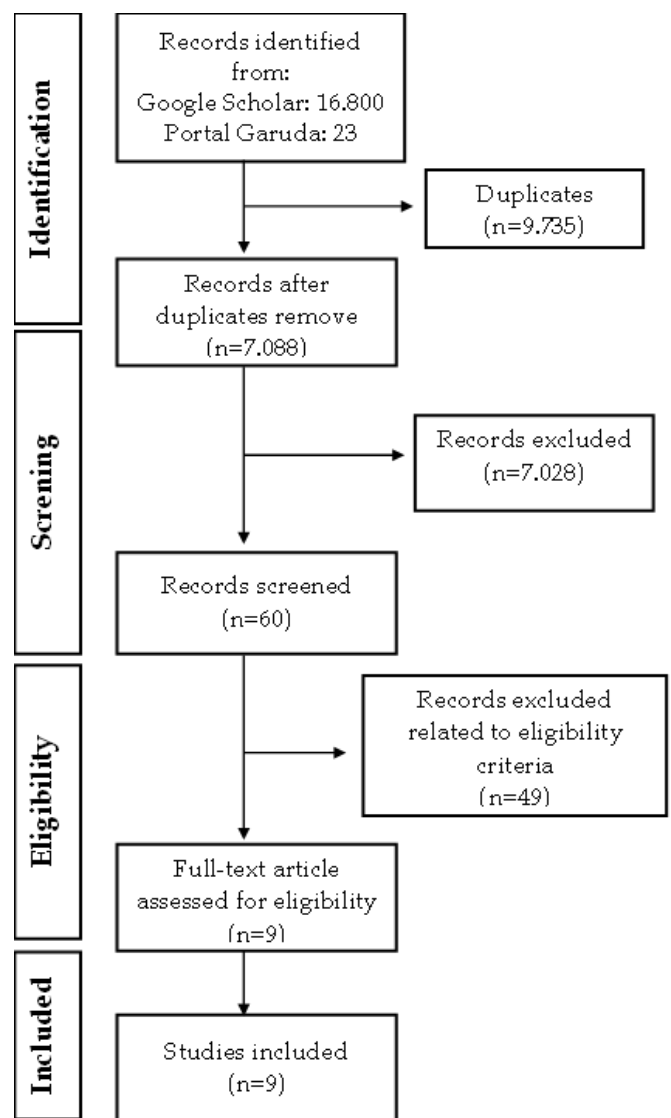 Identification
Records identified
from:
Google Scholar: 16.800
Portal Garuda: 23
Duplicates
(n=9.735)
Records after
duplicates remove
(n=7.088)
Screning
Records excluded
(n=7.028)
Records screened
(n=60)
Eligibility
Records excluded
related to eligibility
criteria
(n=49)
Full-text article
assessed for eligibility
(n=9)
Included
Studies included
(n=9)